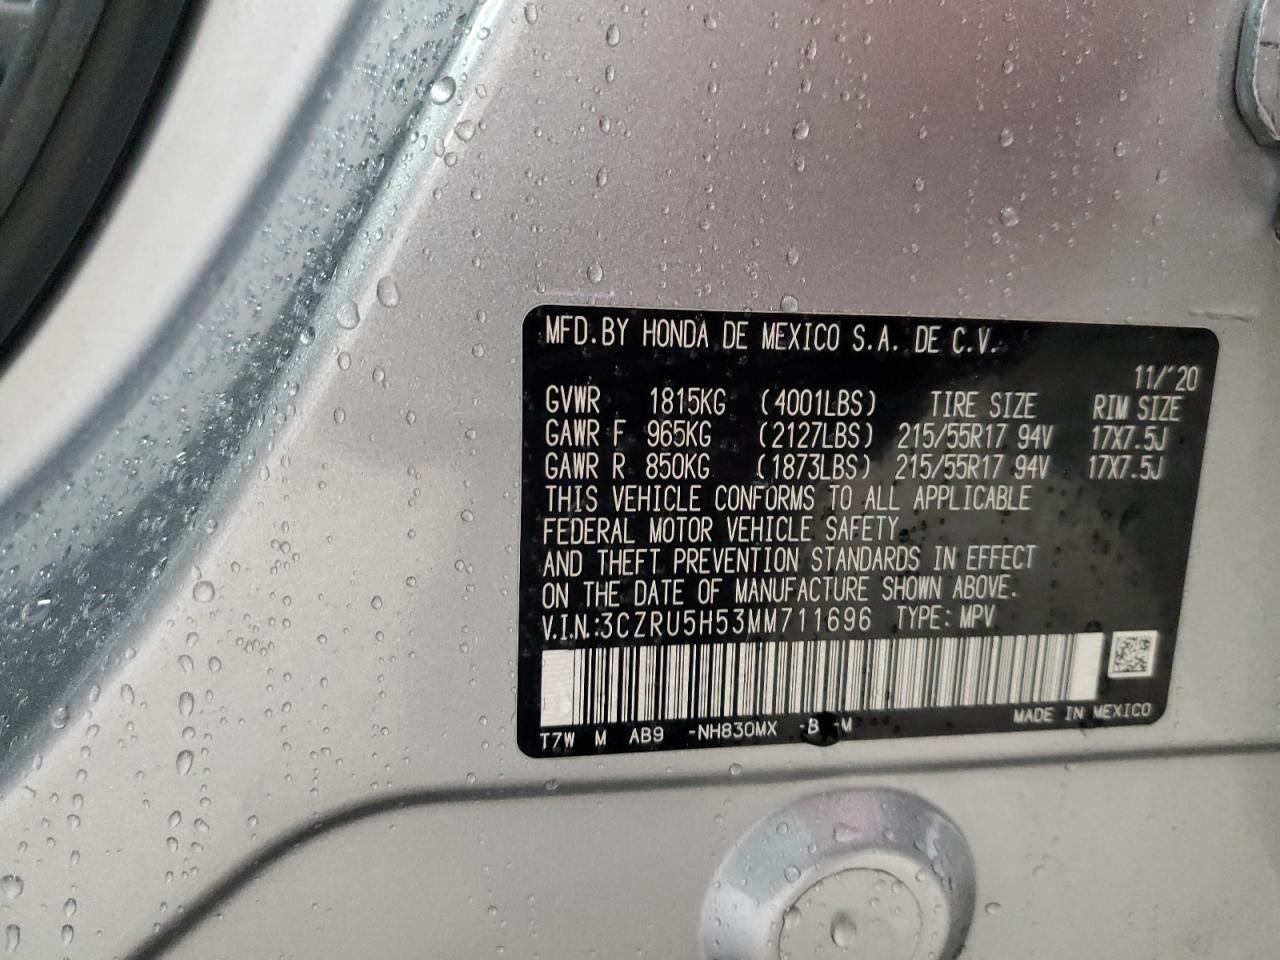 MFD.BY HONDA DE MEXICO S.A. DE C.V.
11/'20
GVWR 1815KG (4001LBS) TIRE SIZE RIM SIZE
GAWR F 965KG (2127LBS) 215/55R17 94V 17X7.5J
GAWR R 850KG (1873LBS) 215/55R17 94V 17X7.5J
THIS VEHICLE CONFORMS TO ALL APPLICABLE
FEDERAL MOTOR VEHICLE SAFETY
AND THEFT PREVENTION STANDARDS IN EFFECT
ON THE DATE OF MANUFACTURE SHOWN ABOVE.
V.I.N.:3CZRU5H53MM711696 TYPE: MPV
T7W M AB9 -NH830MX -B -M MADE IN MEXICO